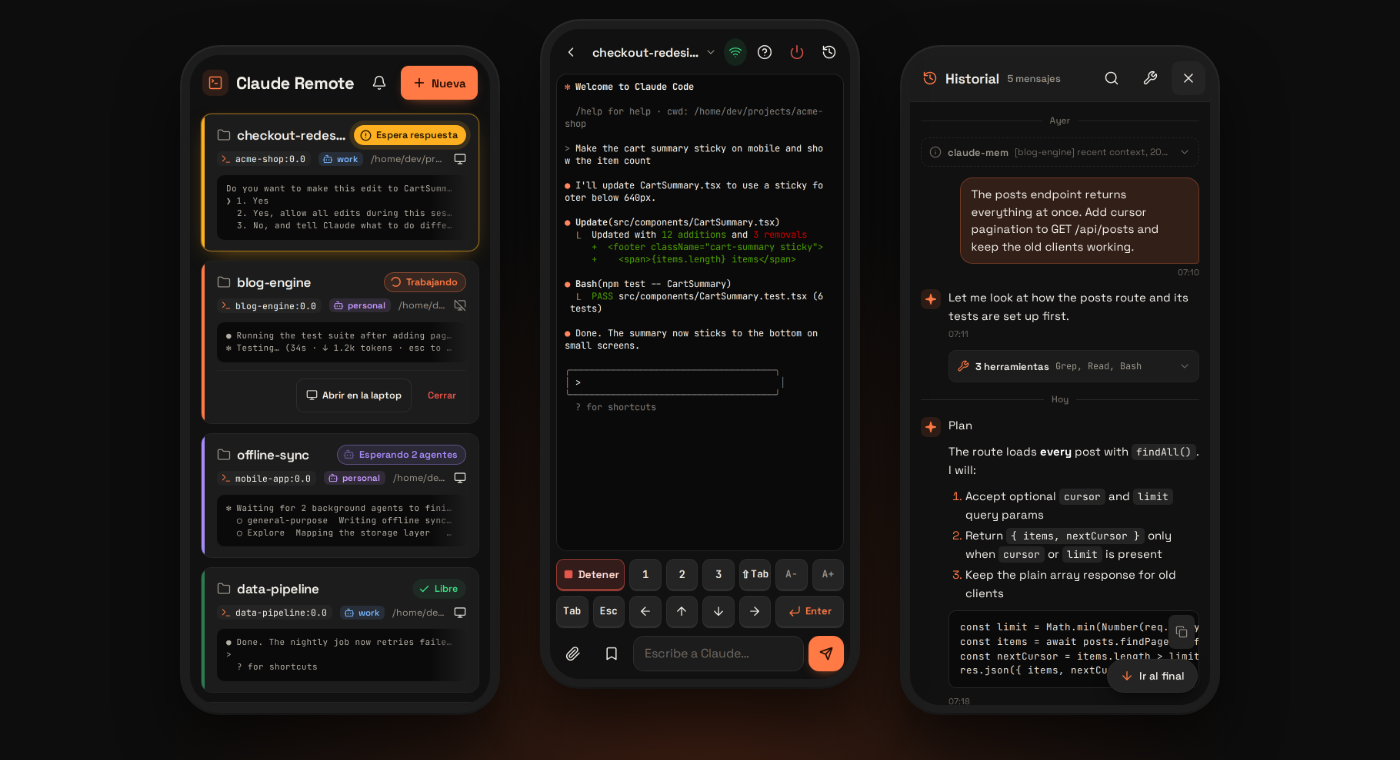 Claude Remote
+ Nueva
checkout-redes… Espera respuesta
>_ acme-shop:0.0 work /home/dev/pr…
Do you want to make this edit to CartSumm…
❯ 1. Yes
2. Yes, allow all edits during this ses…
3. No, and tell Claude what to do diffe…
blog-engine Trabajando
>_ blog-engine:0.0 personal /home/d…
● Running the test suite after adding pag…
✻ Testing… (34s · ↓ 1.2k tokens · esc to …
Abrir en la laptop Cerrar
offline-sync Esperando 2 agentes
>_ mobile-app:0.0 personal /home/de…
✻ Waiting for 2 background agents to fini…
○ general-purpose Writing offline sync…
○ Explore Mapping the storage layer …
data-pipeline Libre
>_ data-pipeline:0.0 work /home/de…
● Done. The nightly job now retries faile…
>
? for shortcuts
checkout-redesi…
✻ Welcome to Claude Code
/help for help · cwd: /home/dev/projects/acme-
shop
> Make the cart summary sticky on mobile and sho
w the item count
● I'll update CartSummary.tsx to use a sticky fo
oter below 640px.
● Update(src/components/CartSummary.tsx)
⎿ Updated with 12 additions and 3 removals
+ <footer className="cart-summary sticky">
+ <span>{items.length} items</span>
● Bash(npm test -- CartSummary)
⎿ PASS src/components/CartSummary.test.tsx (6
tests)
● Done. The summary now sticks to the bottom on
small screens.
>
? for shortcuts
Detener 1 2 3 ⇧Tab A- A+
Tab Esc ← ↑ ↓ → Enter
Escribe a Claude…
Historial 5 mensajes
Ayer
claude-mem [blog-engine] recent context, 20…
The posts endpoint returns
everything at once. Add cursor
pagination to GET /api/posts and
keep the old clients working.
07:10
Let me look at how the posts route and its
tests are set up first.
07:11
3 herramientas Grep, Read, Bash
Hoy
Plan
The route loads every post with findAll().
I will:
1. Accept optional cursor and limit
query params
2. Return { items, nextCursor } only
when cursor or limit is present
3. Keep the plain array response for old
clients
const limit = Math.min(Number(req.
const items = await posts.findPage
const nextCursor = items.length > limit
res.json({ items, nextCu
Ir al final
07:18